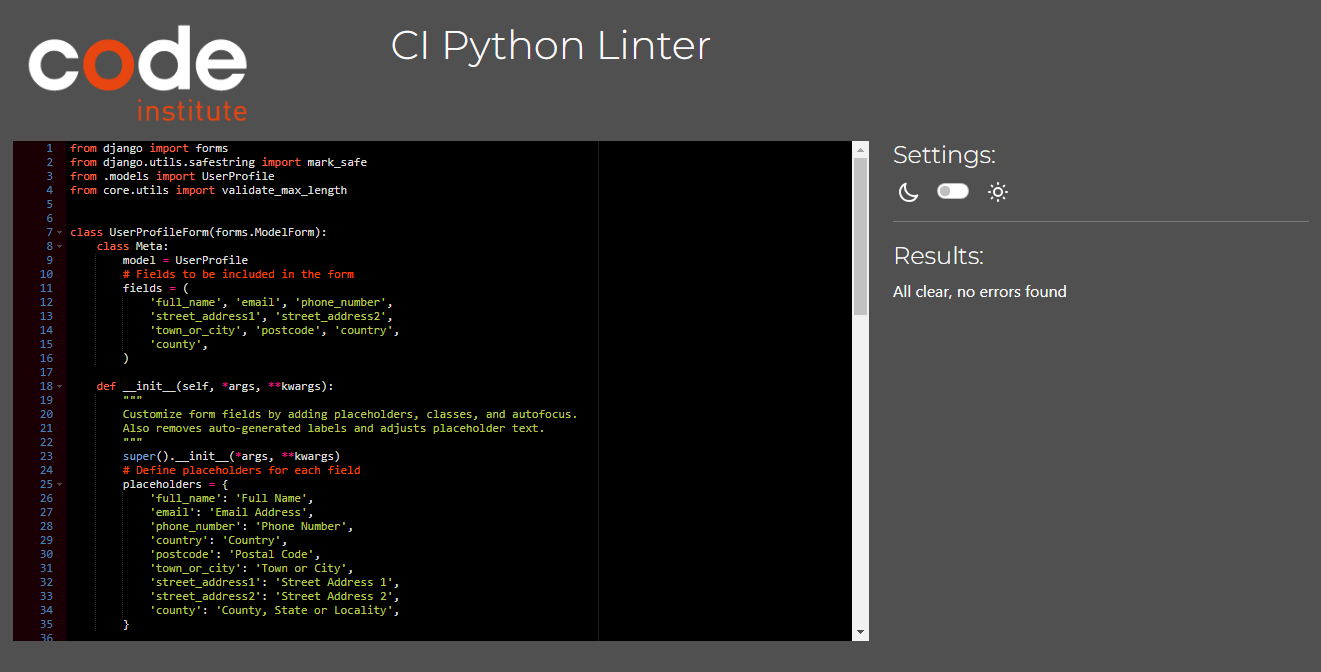 code
institute
CI Python Linter
1 from django import forms
2 from django.utils.safestring import mark_safe
3 from .models import UserProfile
4 from core.utils import validate_max_length
5
6
7 class UserProfileForm(forms.ModelForm):
8     class Meta:
9         model = UserProfile
10         # Fields to be included in the form
11         fields = (
12             'full_name', 'email', 'phone_number',
13             'street_address1', 'street_address2',
14             'town_or_city', 'postcode', 'country',
15             'county',
16         )
17
18     def __init__(self, *args, **kwargs):
19         """
20         Customize form fields by adding placeholders, classes, and autofocus.
21         Also removes auto-generated labels and adjusts placeholder text.
22         """
23         super().__init__(*args, **kwargs)
24         # Define placeholders for each field
25         placeholders = {
26             'full_name': 'Full Name',
27             'email': 'Email Address',
28             'phone_number': 'Phone Number',
29             'country': 'Country',
30             'postcode': 'Postal Code',
31             'town_or_city': 'Town or City',
32             'street_address1': 'Street Address 1',
33             'street_address2': 'Street Address 2',
34             'county': 'County, State or Locality',
35         }
36
Settings:
Results:
All clear, no errors found